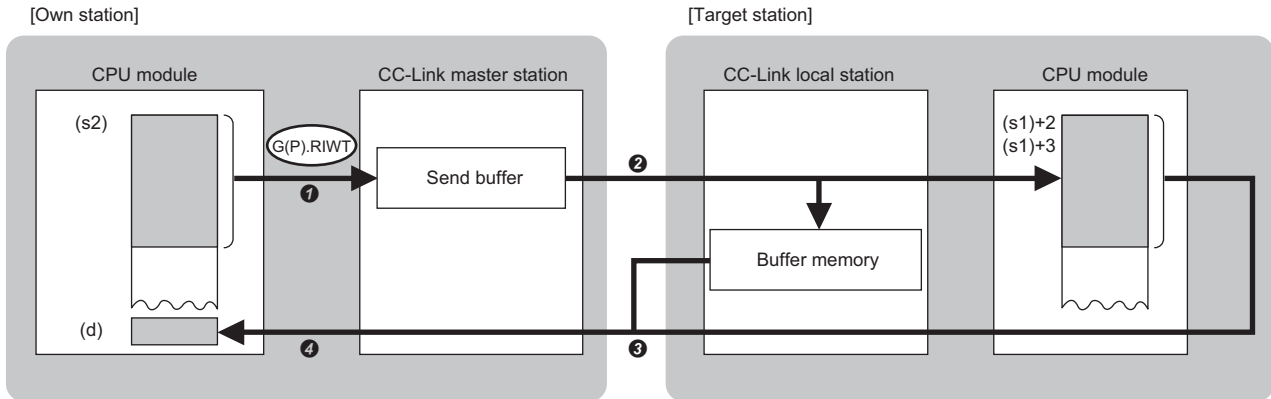 [Own station]
[Target station]
CPU module
CC-Link master station
CC-Link local station
CPU module
(s2)
G(P).RIWT
(s1)+2
(s1)+3
❶
Send buffer
❷
Buffer memory
(d)
❹
❸